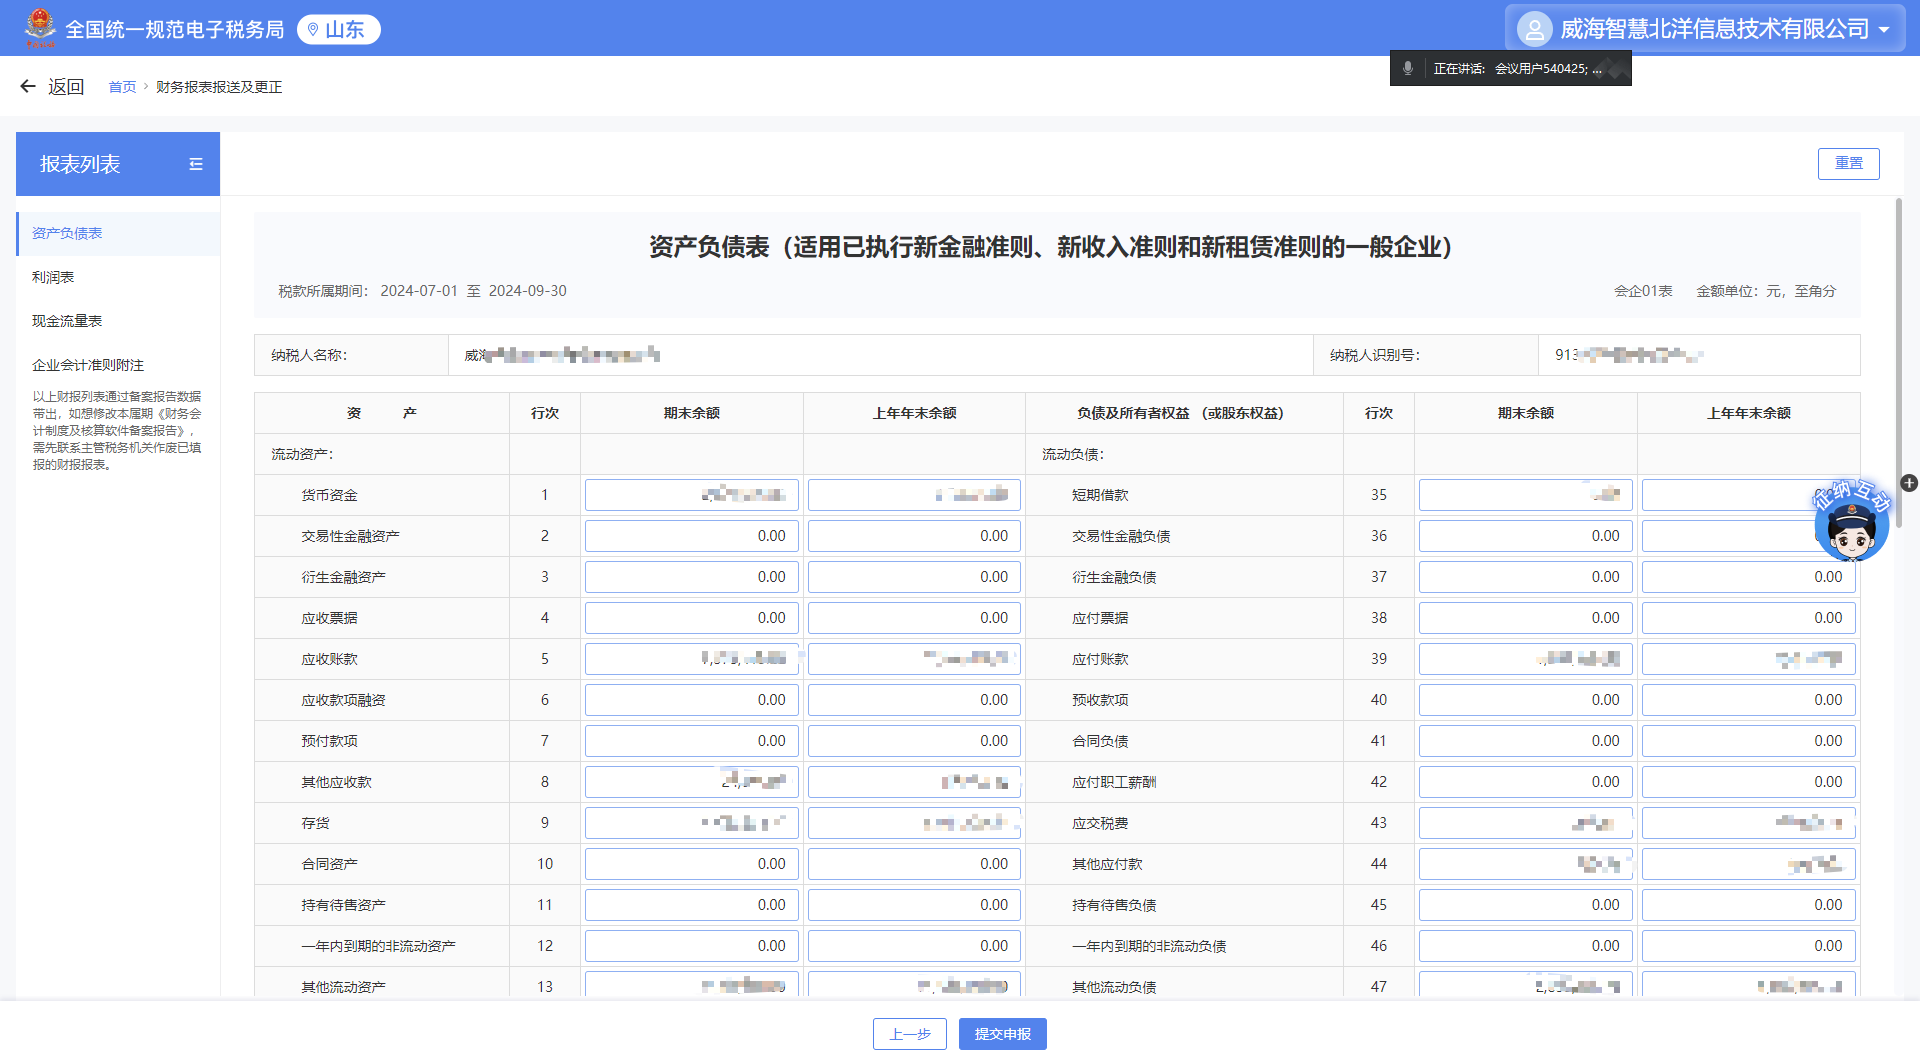 全国统一规范电子税务局 山东 威海智慧北洋信息技术有限公司
正在讲话: 会议用户540425; ...
返回 首页 > 财务报表报送及更正
报表列表 重置
资产负债表
利润表
现金流量表
企业会计准则附注
以上财报列表通过备案报告数据
带出，如想修改本属期《财务会
计制度及核算软件备案报告》，
需先联系主管税务机关作废已填
报的财报报表。
资产负债表（适用已执行新金融准则、新收入准则和新租赁准则的一般企业）
税款所属期间： 2024-07-01 至 2024-09-30 会企01表 金额单位：元，至角分
纳税人名称： 威海 纳税人识别号： 913
资 产 行次 期末余额 上年年末余额 负债及所有者权益 （或股东权益） 行次 期末余额 上年年末余额
流动资产： 流动负债：
货币资金 1 短期借款 35
交易性金融资产 2 0.00 0.00 交易性金融负债 36 0.00
衍生金融资产 3 0.00 0.00 衍生金融负债 37 0.00 0.00
应收票据 4 0.00 0.00 应付票据 38 0.00 0.00
应收账款 5 应付账款 39
应收款项融资 6 0.00 0.00 预收款项 40 0.00 0.00
预付款项 7 0.00 0.00 合同负债 41 0.00 0.00
其他应收款 8 应付职工薪酬 42 0.00 0.00
存货 9 应交税费 43
合同资产 10 0.00 0.00 其他应付款 44
持有待售资产 11 0.00 0.00 持有待售负债 45 0.00 0.00
一年内到期的非流动资产 12 0.00 0.00 一年内到期的非流动负债 46 0.00 0.00
其他流动资产 13 其他流动负债 47
征纳互动
上一步 提交申报